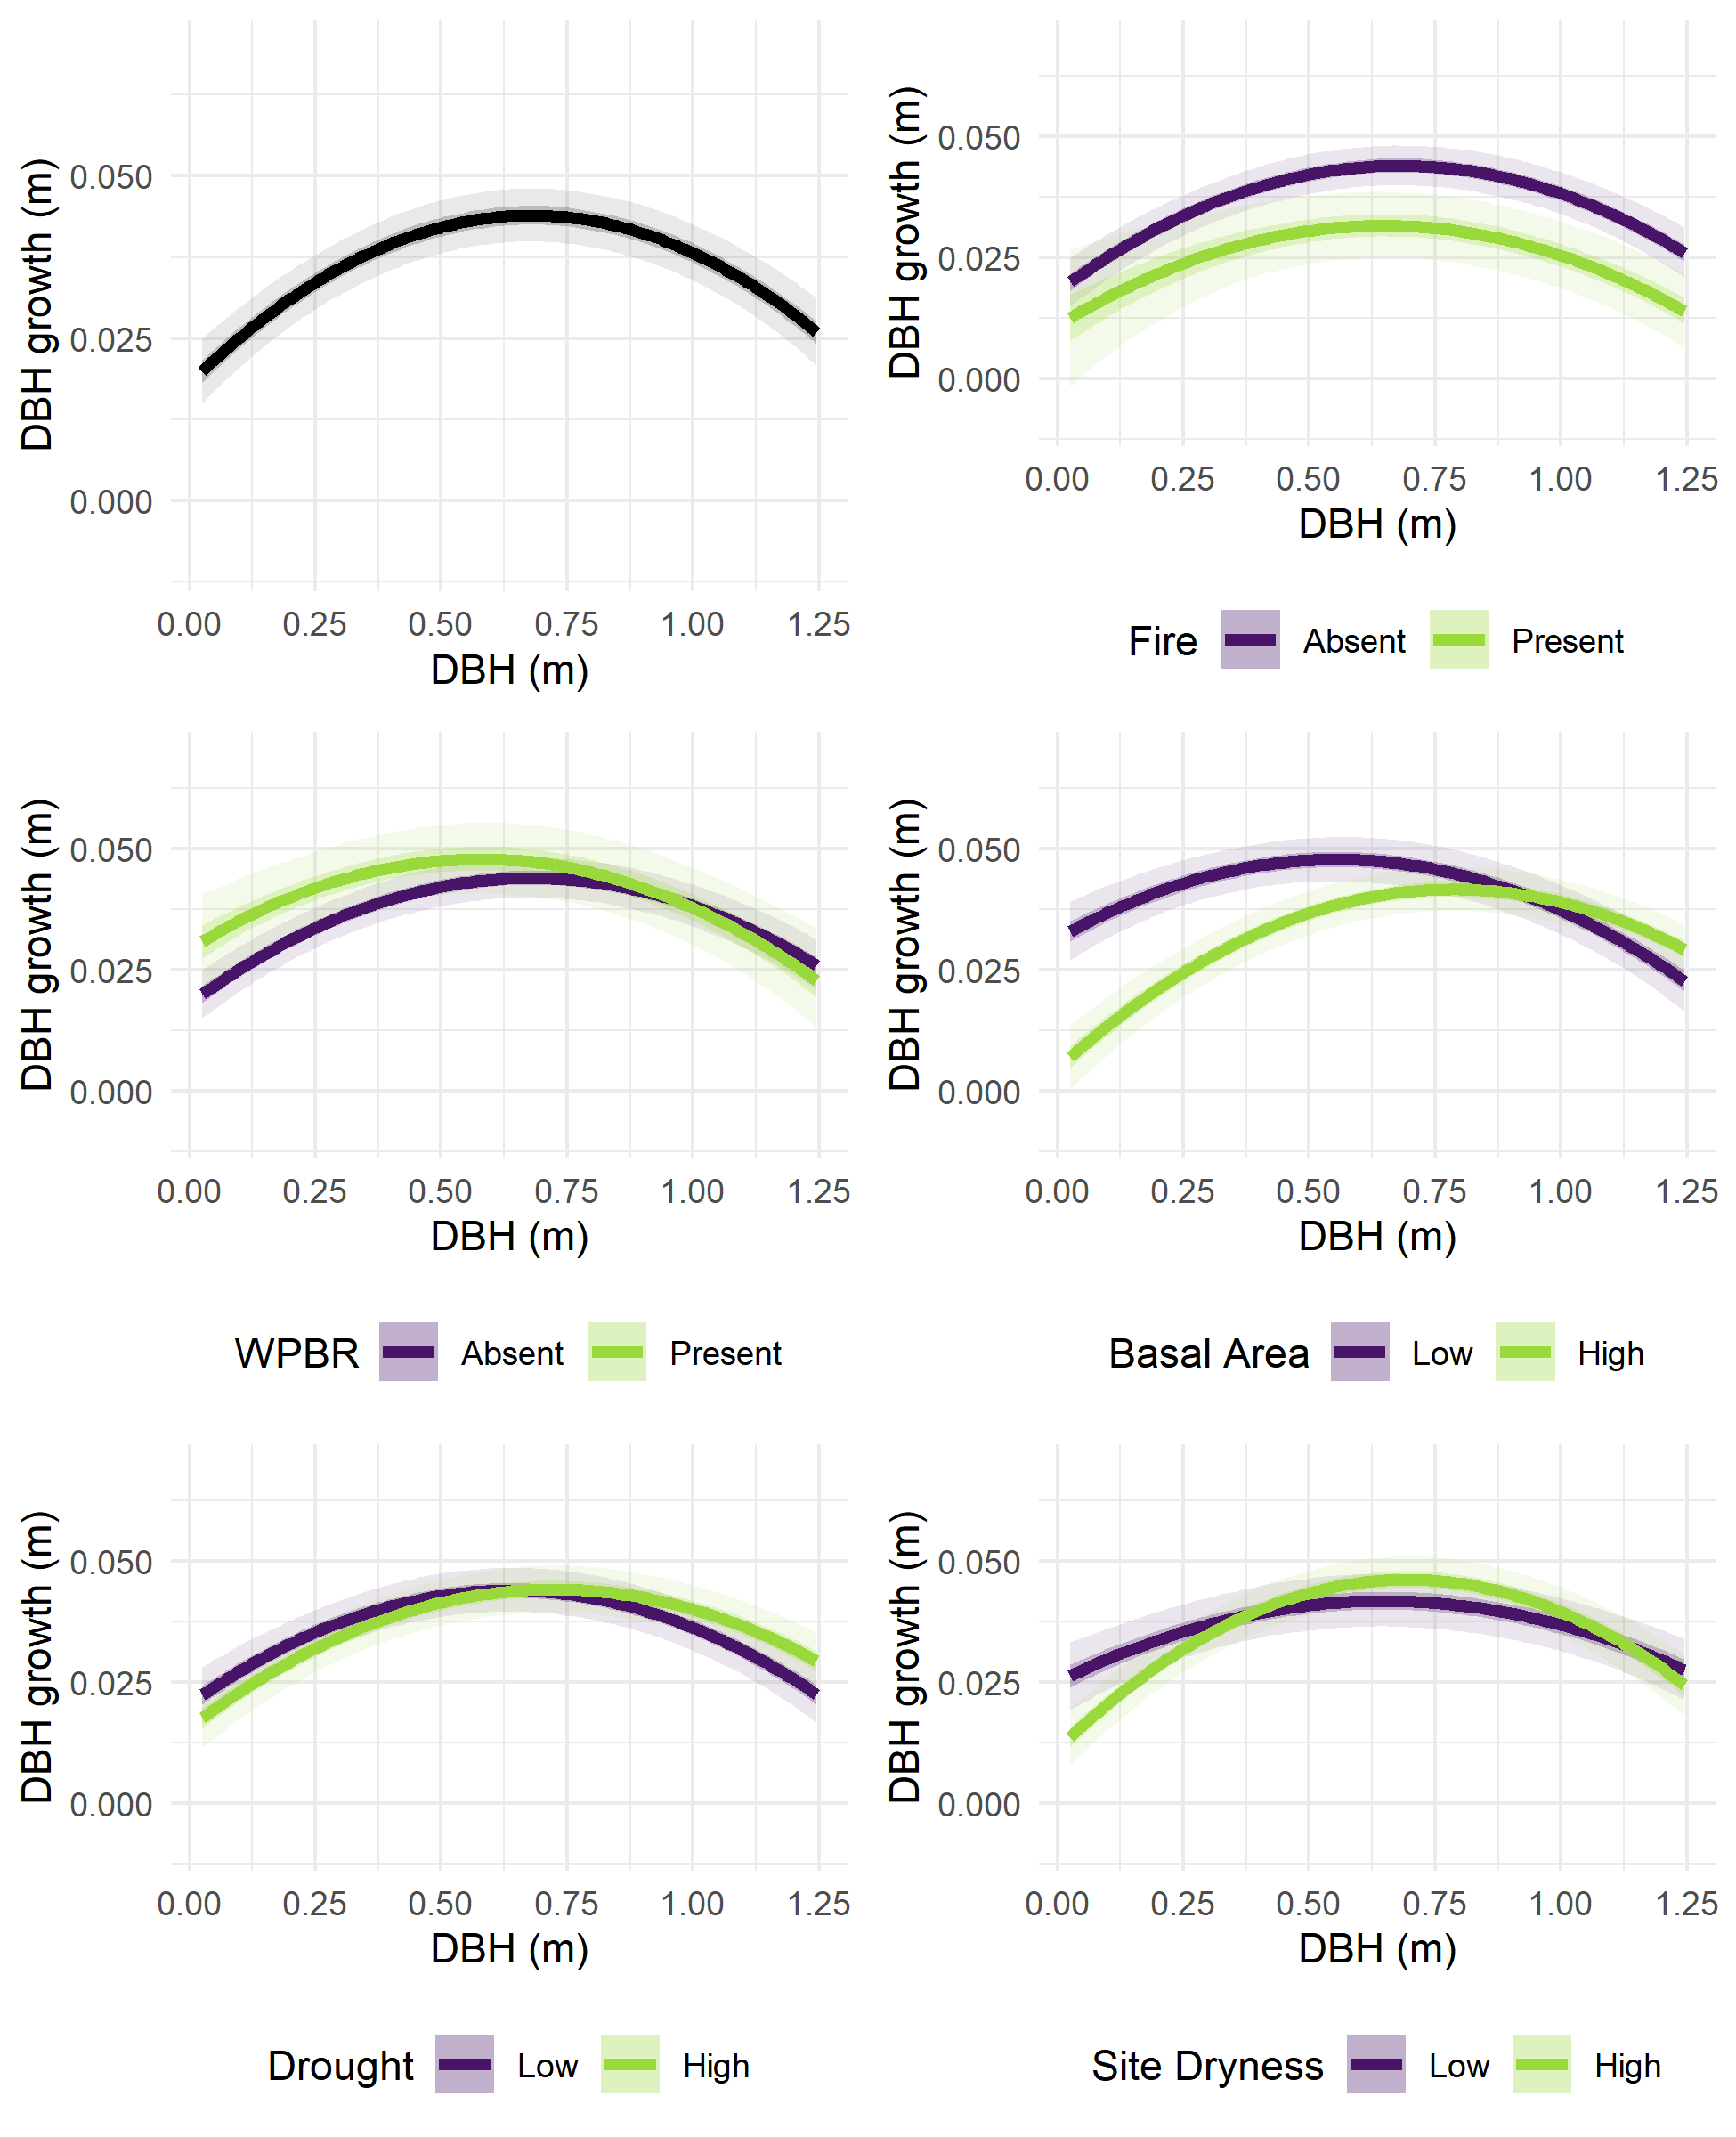 DBH growth (m)
0.050
0.025
0.000
0.00 0.25 0.50 0.75 1.00 1.25
DBH (m)
DBH growth (m)
0.050
0.025
0.000
0.00 0.25 0.50 0.75 1.00 1.25
DBH (m)
Fire Absent Present
DBH growth (m)
0.050
0.025
0.000
0.00 0.25 0.50 0.75 1.00 1.25
DBH (m)
WPBR Absent Present
DBH growth (m)
0.050
0.025
0.000
0.00 0.25 0.50 0.75 1.00 1.25
DBH (m)
Basal Area Low High
DBH growth (m)
0.050
0.025
0.000
0.00 0.25 0.50 0.75 1.00 1.25
DBH (m)
Drought Low High
DBH growth (m)
0.050
0.025
0.000
0.00 0.25 0.50 0.75 1.00 1.25
DBH (m)
Site Dryness Low High